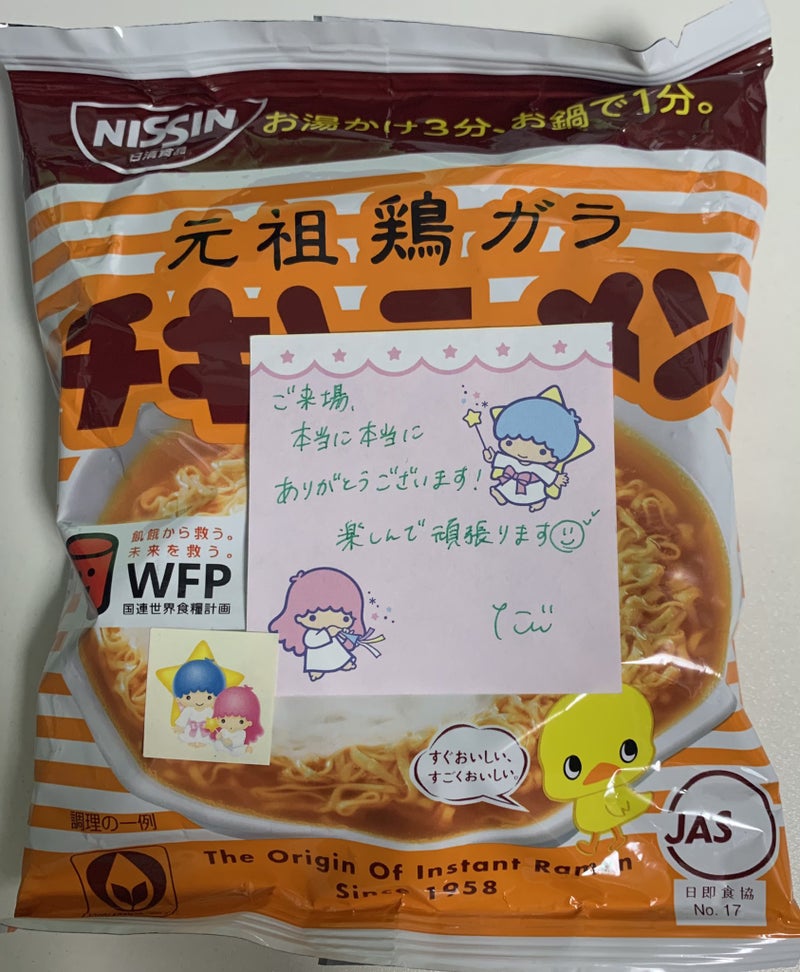 NISSIN
日清食品
お湯かけ3分、お鍋で1分。
元祖鶏ガラ
ご来場、
本当に本当に
ありがとうございます!
楽しんで頑張ります
飢餓から救う。
未来を救う。
WFP
国連世界食糧計画
すぐおいしい、
すごくおいしい。
調理の一例
JAS
The Origin Of Instant Ramen
Since 1958
日即食協
No. 17